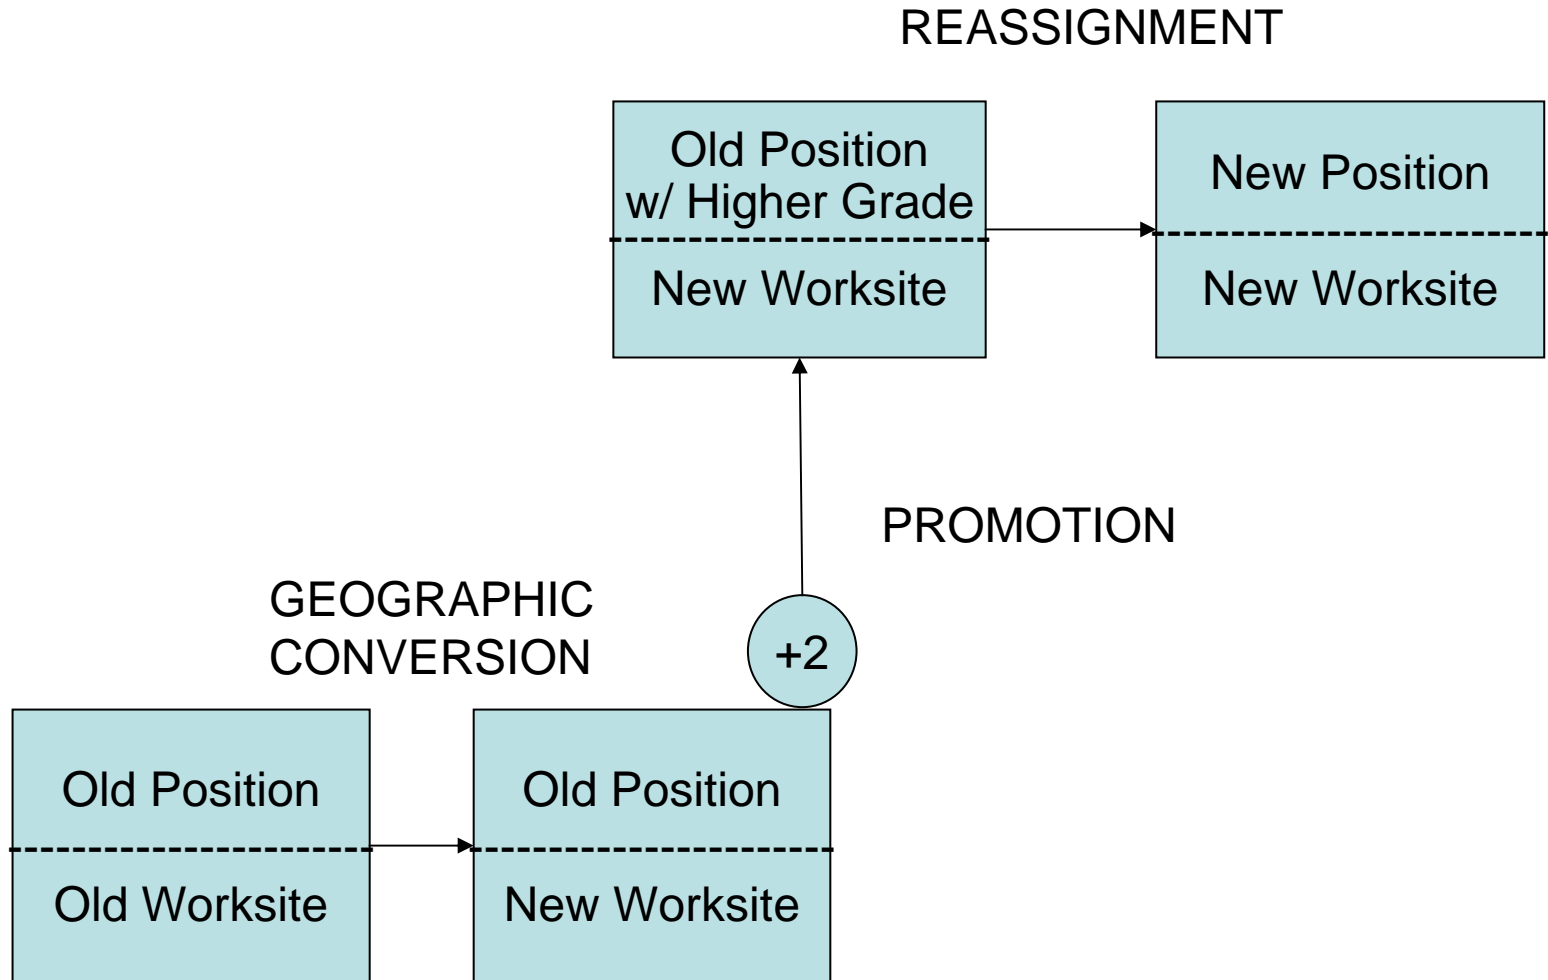 REASSIGNMENT
Old Position
w/ Higher Grade
New Worksite
New Position
New Worksite
PROMOTION
GEOGRAPHIC
CONVERSION
+2
Old Position
Old Worksite
Old Position
New Worksite